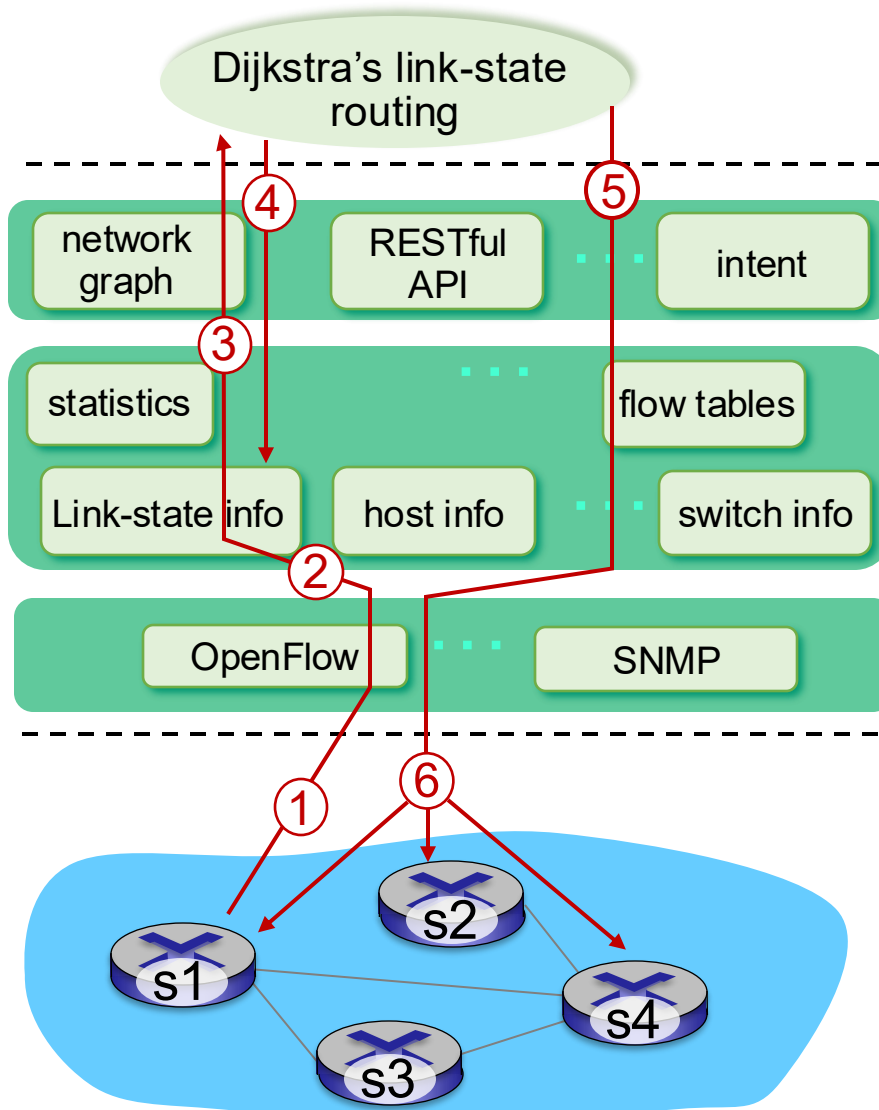 Dijkstra’s link-state
routing
4
5
network
graph
RESTful
API
intent
3
statistics
flow tables
Link-state info
host info
switch info
2
OpenFlow
SNMP
6
1
s2
s1
s4
s3